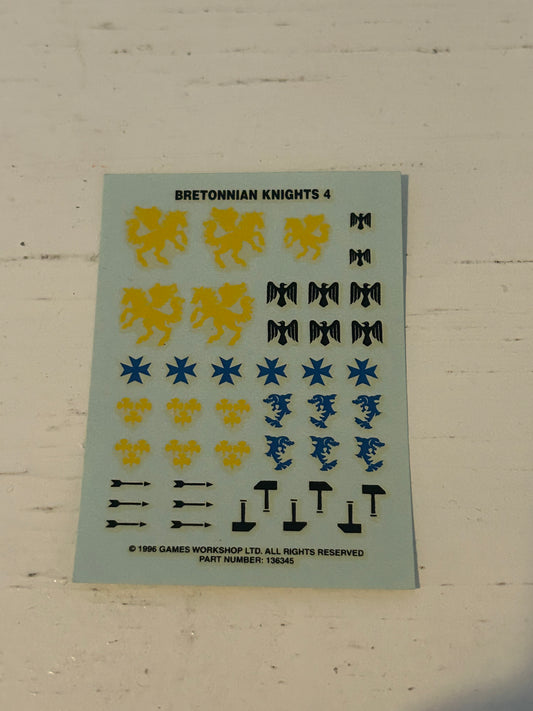 BRETONNIAN KNIGHTS 4
© 1996 GAMES WORKSHOP LTD. ALL RIGHTS RESERVED
PART NUMBER: 136345